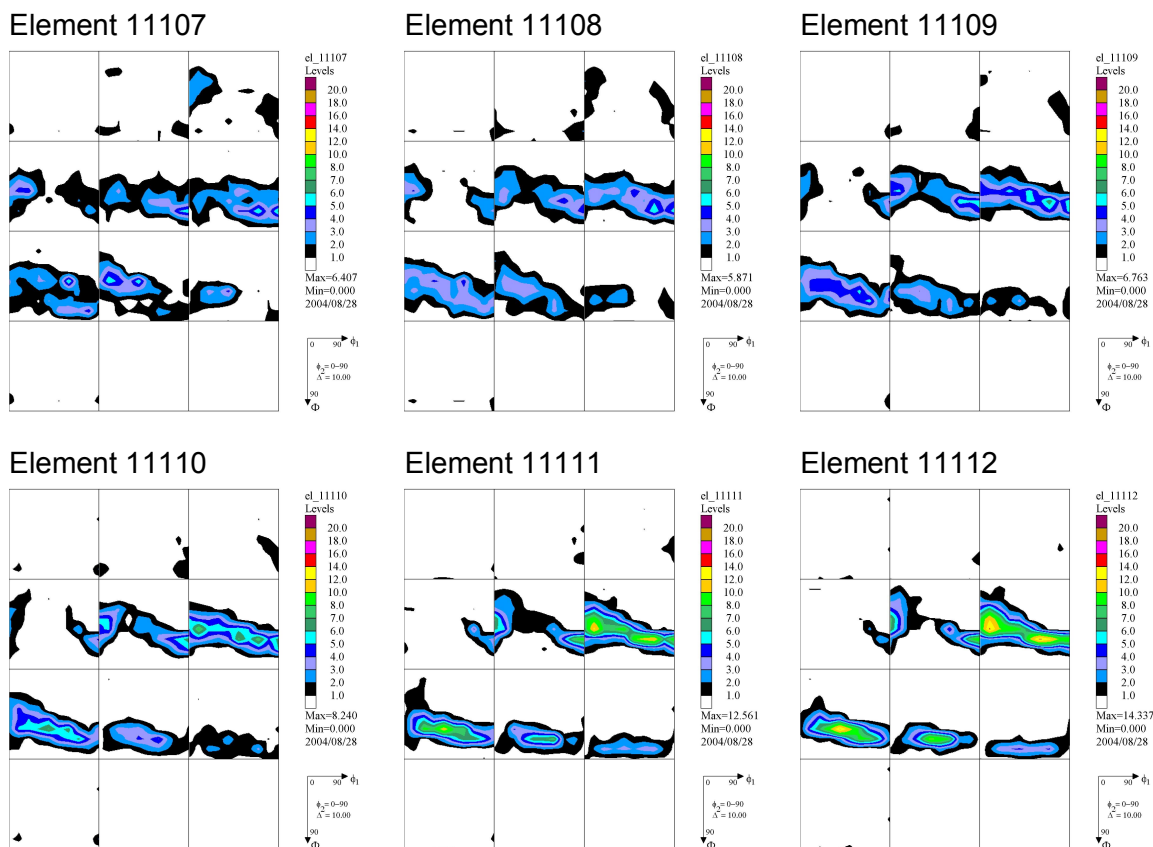 Element 11107
el_11107
Levels
20.0
18.0
16.0
14.0
12.0
10.0
8.0
7.0
6.0
5.0
4.0
3.0
2.0
1.0
Max=6.407
Min=0.000
2004/08/28
0 90 ϕ1
ϕ2= 0−90
Δ = 10.00
90
Φ
Element 11108
el_11108
Levels
20.0
18.0
16.0
14.0
12.0
10.0
8.0
7.0
6.0
5.0
4.0
3.0
2.0
1.0
Max=5.871
Min=0.000
2004/08/28
0 90 ϕ1
ϕ2= 0−90
Δ = 10.00
90
Φ
Element 11109
el_11109
Levels
20.0
18.0
16.0
14.0
12.0
10.0
8.0
7.0
6.0
5.0
4.0
3.0
2.0
1.0
Max=6.763
Min=0.000
2004/08/28
0 90 ϕ1
ϕ2= 0−90
Δ = 10.00
90
Φ
Element 11110
el_11110
Levels
20.0
18.0
16.0
14.0
12.0
10.0
8.0
7.0
6.0
5.0
4.0
3.0
2.0
1.0
Max=8.240
Min=0.000
2004/08/28
0 90 ϕ1
ϕ2= 0−90
Δ = 10.00
90
Φ
Element 11111
el_11111
Levels
20.0
18.0
16.0
14.0
12.0
10.0
8.0
7.0
6.0
5.0
4.0
3.0
2.0
1.0
Max=12.561
Min=0.000
2004/08/28
0 90 ϕ1
ϕ2= 0−90
Δ = 10.00
90
Φ
Element 11112
el_11112
Levels
20.0
18.0
16.0
14.0
12.0
10.0
8.0
7.0
6.0
5.0
4.0
3.0
2.0
1.0
Max=14.337
Min=0.000
2004/08/28
0 90 ϕ1
ϕ2= 0−90
Δ = 10.00
90
Φ